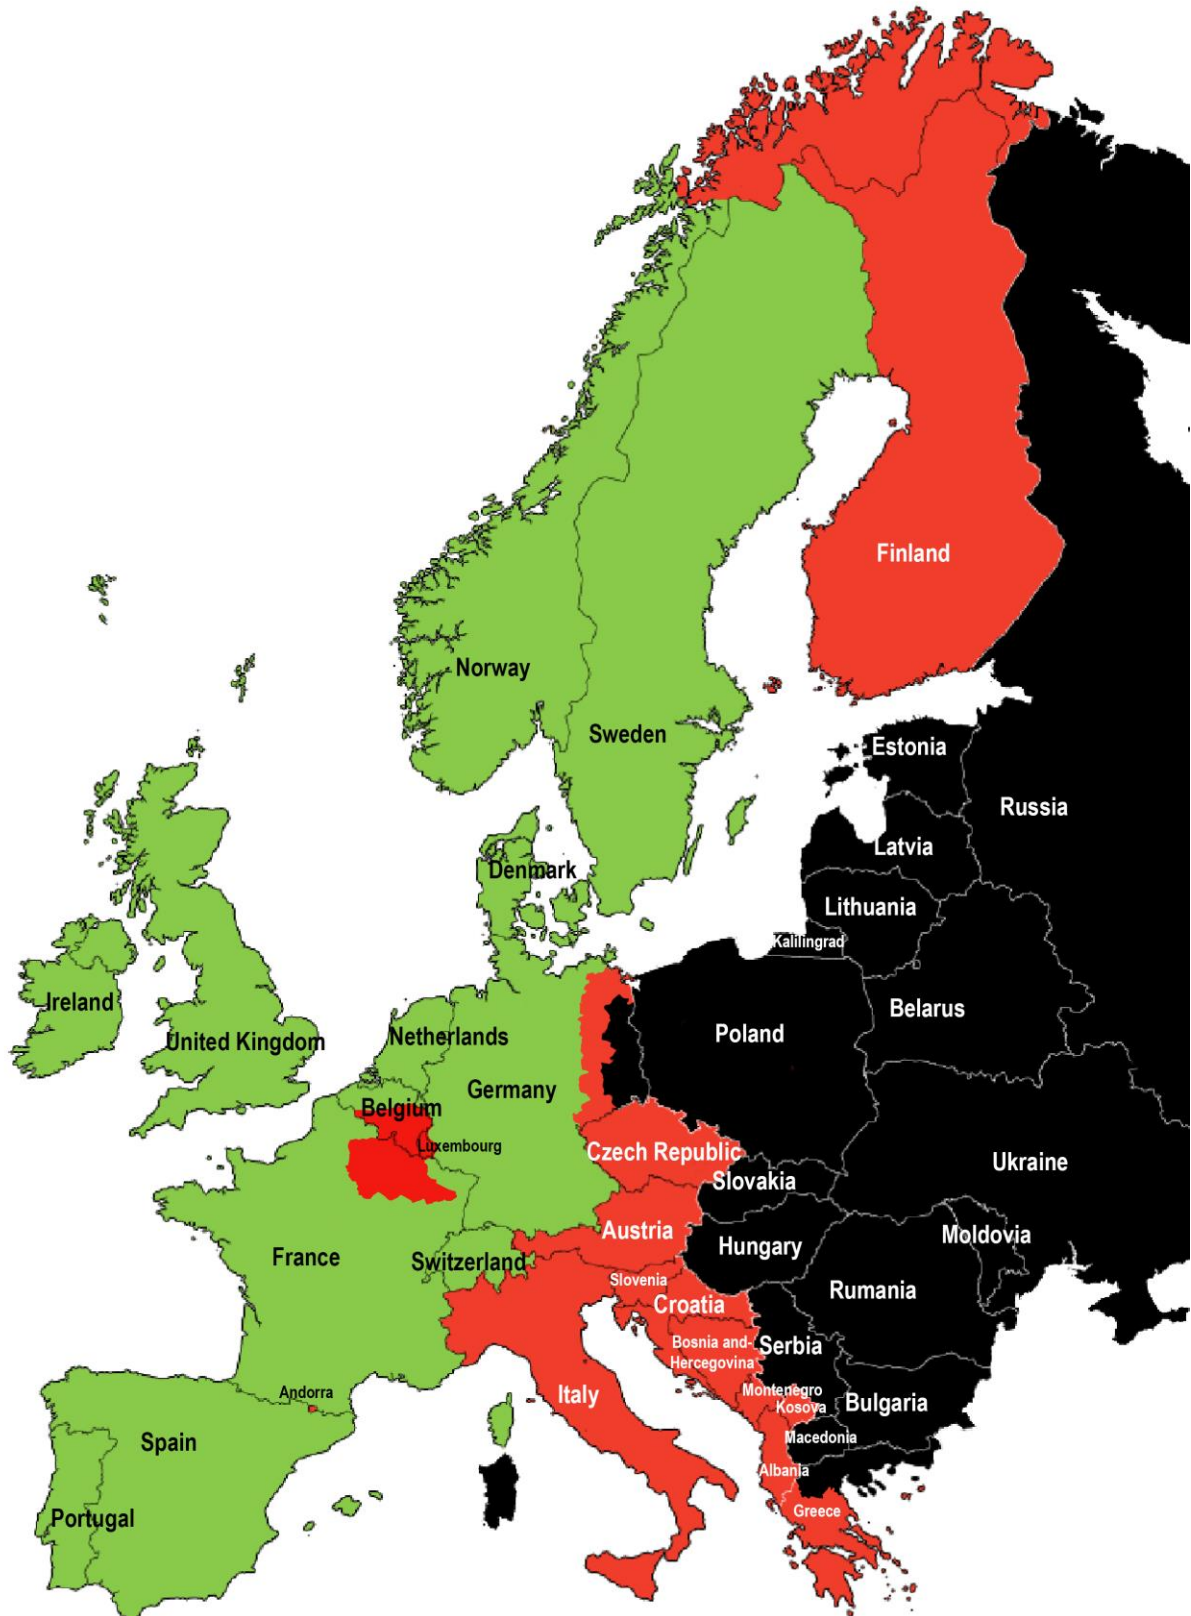 Finland
Norway
Sweden
Estonia
Russia
Latvia
Denmark
Lithuania
Kalilingrad
Ireland
Belarus
United Kingdom
Netherlands
Poland
Germany
Belgium
Luxembourg
Czech Republic
Slovakia
Ukraine
Austria
Moldovia
Hungary
France
Switzerland
Slovenia
Rumania
Croatia
Serbia
Bosnia and-
Hercegovina
Italy
Andorra
Montenegro
Kosova
Bulgaria
Macedonia
Spain
Albania
Greece
Portugal